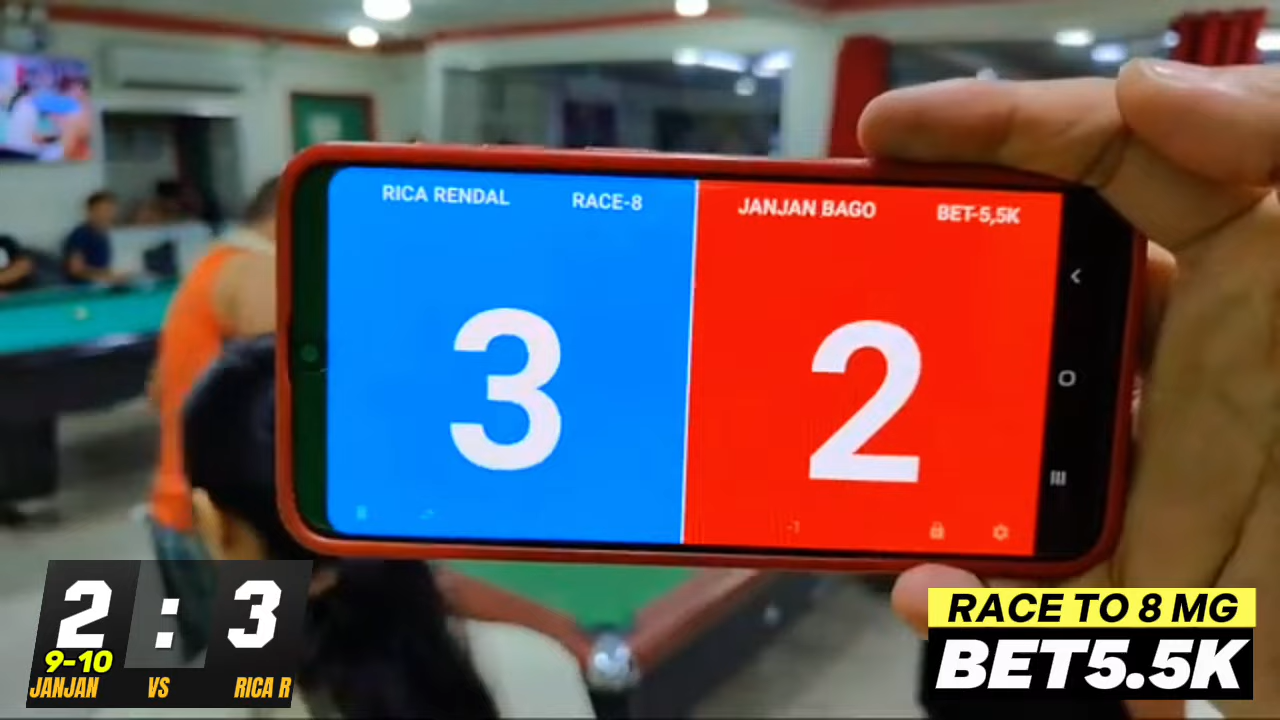 RICA RENDAL RACE-8
JANJAN BAGO BET-5,5K
3
2
-1
2 : 3
9-10
JANJAN VS RICA R
RACE TO 8 MG
BET5.5K